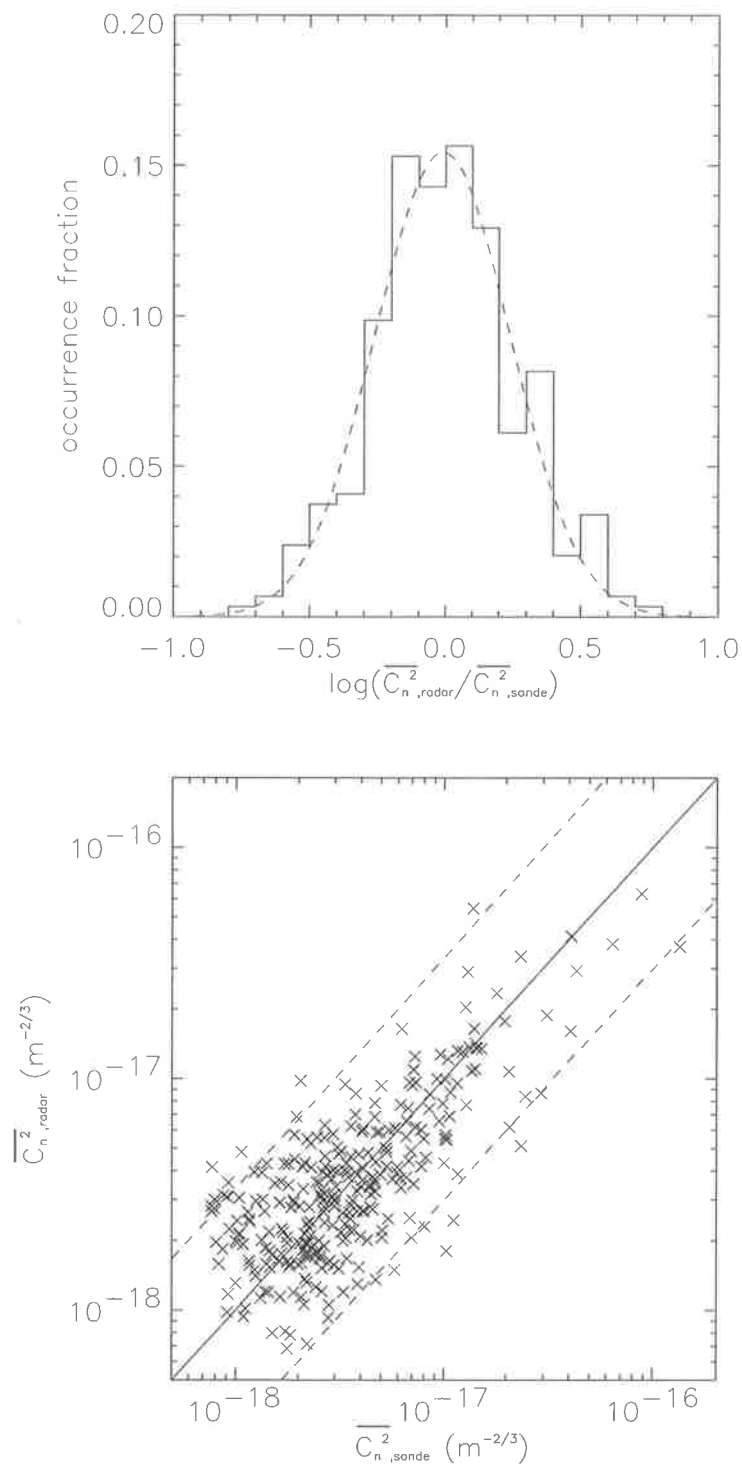 0.20
0.15
0.10
0.05
0.00
occurrence fraction
-1.0 -0.5 0.0 0.5 1.0
log(C̅n²,radar/C̅n²,sonde)
10⁻¹⁶
10⁻¹⁷
10⁻¹⁸
C̅n²,radar (m⁻²/³)
10⁻¹⁸ 10⁻¹⁷ 10⁻¹⁶
C̅n²,sonde (m⁻²/³)